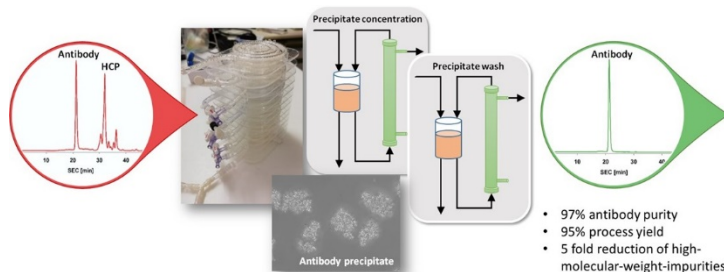 Antibody
HCP
10 20 30 40
SEC [min]
Precipitate concentration
Precipitate wash
Antibody precipitate
Antibody
10 20 30 40
SEC [min]
• 97% antibody purity
• 95% process yield
• 5 fold reduction of high-
molecular-weight-impurities